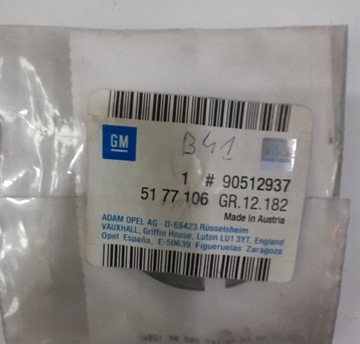 GM
B41
1 # 90512937
51 77 106 GR.12.182
Made in Austria
ADAM OPEL AG · D-65423 Rüsselsheim
VAUXHALL, Griffin House, Luton LU1 3YT, England
Opel España, E-50639 Figueruelas Zaragoza